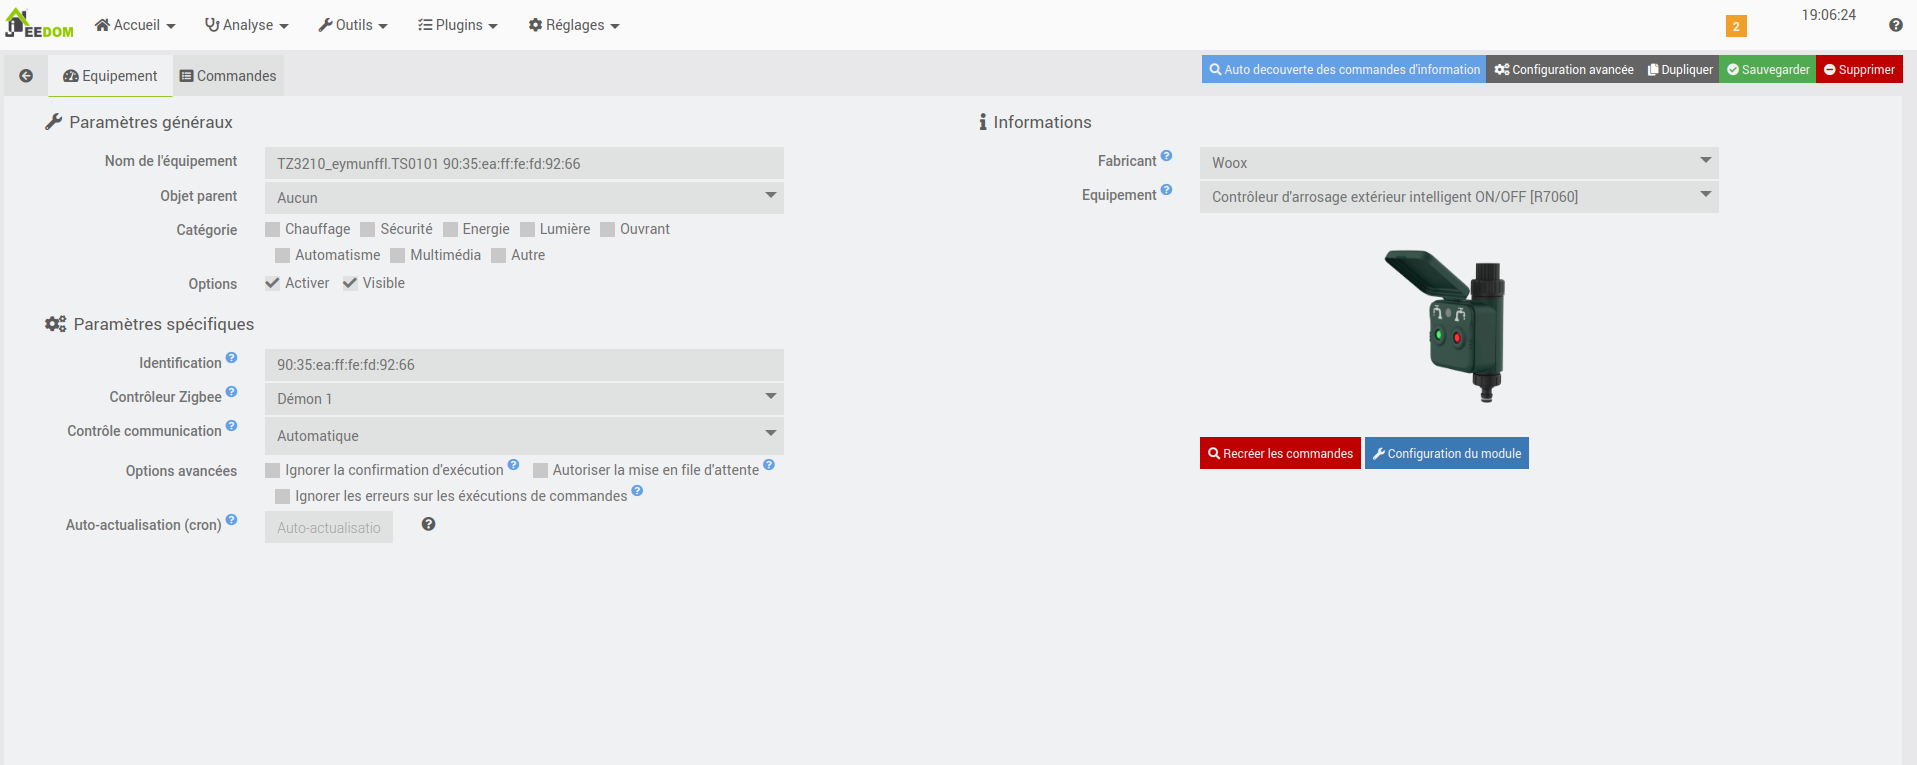 JEEDOM Accueil Analyse Outils Plugins Réglages 2 19:06:24
Equipement Commandes Auto decouverte des commandes d'information Configuration avancée Dupliquer Sauvegarder Supprimer
Paramètres généraux
Nom de l'équipement TZ3210_eymunffl.TS0101 90:35:ea:ff:fe:fd:92:66
Objet parent Aucun
Catégorie Chauffage Sécurité Energie Lumière Ouvrant
Automatisme Multimédia Autre
Options Activer Visible
Paramètres spécifiques
Identification ? 90:35:ea:ff:fe:fd:92:66
Contrôleur Zigbee ? Démon 1
Contrôle communication ? Automatique
Options avancées Ignorer la confirmation d'exécution ? Autoriser la mise en file d'attente ?
Ignorer les erreurs sur les éxécutions de commandes ?
Auto-actualisation (cron) ? Auto-actualisatio ?
Informations
Fabricant ? Woox
Equipement ? Contrôleur d'arrosage extérieur intelligent ON/OFF [R7060]
Recréer les commandes Configuration du module